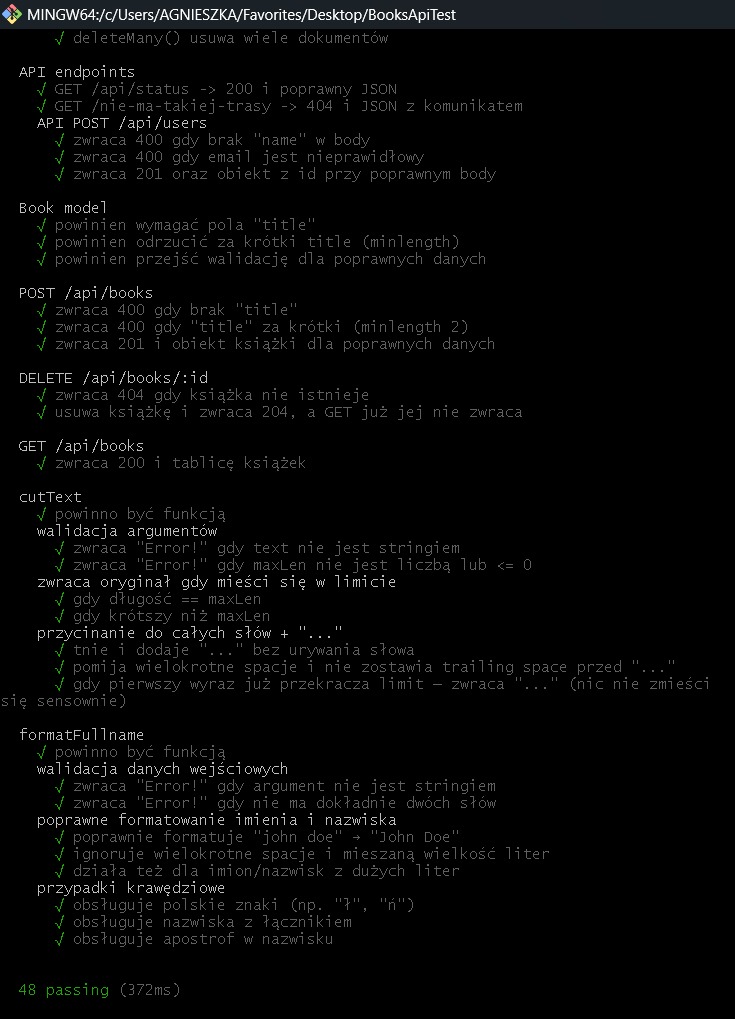 MINGW64:/c/Users/AGNIESZKA/Favorites/Desktop/BooksApiTest
√ deleteMany() usuwa wiele dokumentów
API endpoints
√ GET /api/status -> 200 i poprawny JSON
√ GET /nie-ma-takiej-trasy -> 404 i JSON z komunikatem
API POST /api/users
√ zwraca 400 gdy brak "name" w body
√ zwraca 400 gdy email jest nieprawidłowy
√ zwraca 201 oraz obiekt z id przy poprawnym body
Book model
√ powinien wymagać pola "title"
√ powinien odrzucić za krótki title (minlength)
√ powinien przejść walidację dla poprawnych danych
POST /api/books
√ zwraca 400 gdy brak "title"
√ zwraca 400 gdy "title" za krótki (minlength 2)
√ zwraca 201 i obiekt książki dla poprawnych danych
DELETE /api/books/:id
√ zwraca 404 gdy książka nie istnieje
√ usuwa książkę i zwraca 204, a GET już jej nie zwraca
GET /api/books
√ zwraca 200 i tablicę książek
cutText
√ powinno być funkcją
walidacja argumentów
√ zwraca "Error!" gdy text nie jest stringiem
√ zwraca "Error!" gdy maxLen nie jest liczbą lub <= 0
zwraca oryginał gdy mieści się w limicie
√ gdy długość == maxLen
√ gdy krótszy niż maxLen
przycinanie do całych słów + "..."
√ tnie i dodaje "..." bez urywania słowa
√ pomija wielokrotne spacje i nie zostawia trailing space przed "..."
√ gdy pierwszy wyraz już przekracza limit — zwraca "..." (nic nie zmieści
się sensownie)
formatFullname
√ powinno być funkcją
walidacja danych wejściowych
√ zwraca "Error!" gdy argument nie jest stringiem
√ zwraca "Error!" gdy nie ma dokładnie dwóch słów
poprawne formatowanie imienia i nazwiska
√ poprawnie formatuje "john doe" → "John Doe"
√ ignoruje wielokrotne spacje i mieszaną wielkość liter
√ działa też dla imion/nazwisk z dużych liter
przypadki krawędziowe
√ obsługuje polskie znaki (np. "ł", "ń")
√ obsługuje nazwiska z łącznikiem
√ obsługuje apostrof w nazwisku
48 passing (372ms)